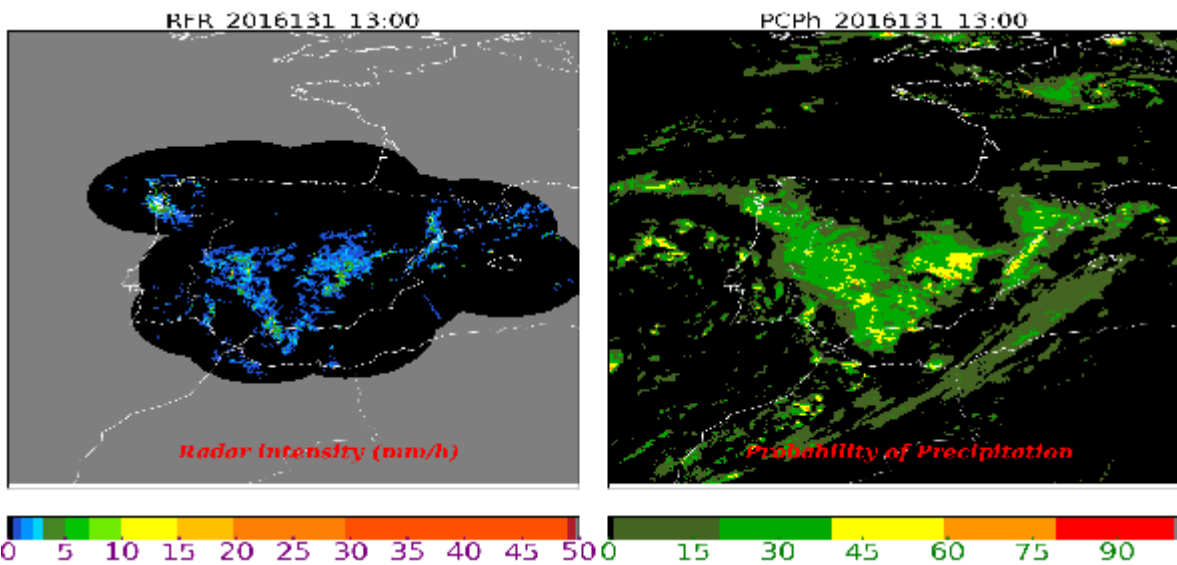 RFR 2016131 13:00
PCPh 2016131 13:00
Radar intensity (mm/h)
Probability of Precipitation
0 5 10 15 20 25 30 35 40 45 50
0 15 30 45 60 75 90